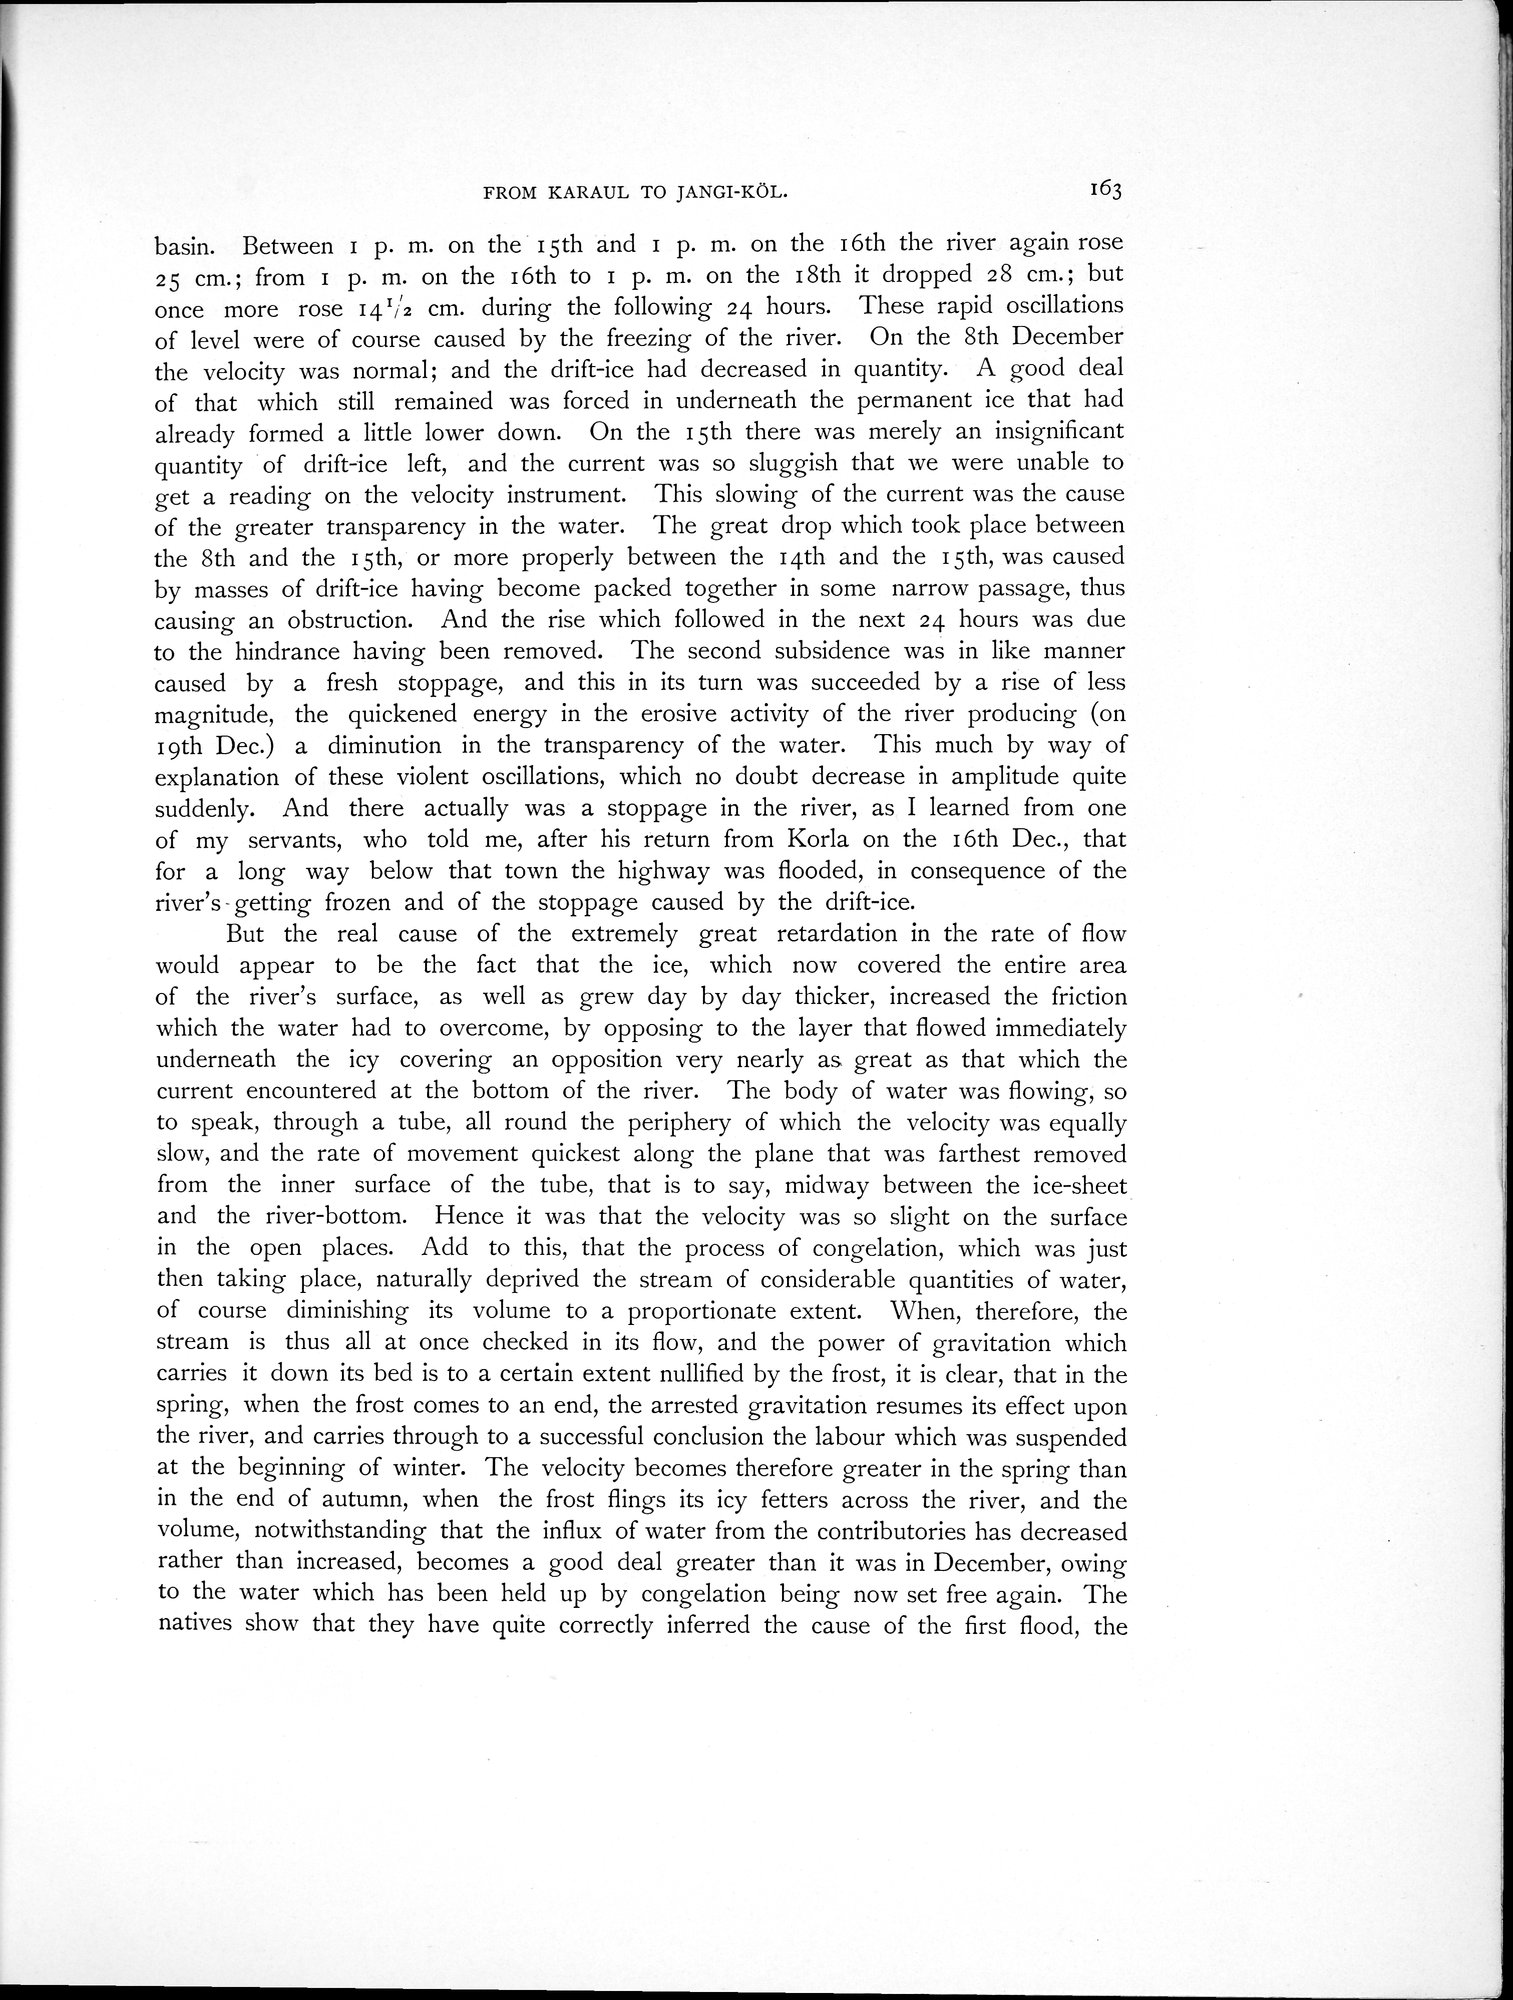 FROM KARAUL TO JANGI-KÖL. 163
basin. Between 1 p. m. on the 15th and 1 p. m. on the 16th the river again rose
25 cm.; from 1 p. m. on the 16th to 1 p. m. on the 18th it dropped 28 cm.; but
once more rose 14 1/2 cm. during the following 24 hours. These rapid oscillations
of level were of course caused by the freezing of the river. On the 8th December
the velocity was normal; and the drift-ice had decreased in quantity. A good deal
of that which still remained was forced in underneath the permanent ice that had
already formed a little lower down. On the 15th there was merely an insignificant
quantity of drift-ice left, and the current was so sluggish that we were unable to
get a reading on the velocity instrument. This slowing of the current was the cause
of the greater transparency in the water. The great drop which took place between
the 8th and the 15th, or more properly between the 14th and the 15th, was caused
by masses of drift-ice having become packed together in some narrow passage, thus
causing an obstruction. And the rise which followed in the next 24 hours was due
to the hindrance having been removed. The second subsidence was in like manner
caused by a fresh stoppage, and this in its turn was succeeded by a rise of less
magnitude, the quickened energy in the erosive activity of the river producing (on
19th Dec.) a diminution in the transparency of the water. This much by way of
explanation of these violent oscillations, which no doubt decrease in amplitude quite
suddenly. And there actually was a stoppage in the river, as I learned from one
of my servants, who told me, after his return from Korla on the 16th Dec., that
for a long way below that town the highway was flooded, in consequence of the
river's getting frozen and of the stoppage caused by the drift-ice.
But the real cause of the extremely great retardation in the rate of flow
would appear to be the fact that the ice, which now covered the entire area
of the river's surface, as well as grew day by day thicker, increased the friction
which the water had to overcome, by opposing to the layer that flowed immediately
underneath the icy covering an opposition very nearly as great as that which the
current encountered at the bottom of the river. The body of water was flowing, so
to speak, through a tube, all round the periphery of which the velocity was equally
slow, and the rate of movement quickest along the plane that was farthest removed
from the inner surface of the tube, that is to say, midway between the ice-sheet
and the river-bottom. Hence it was that the velocity was so slight on the surface
in the open places. Add to this, that the process of congelation, which was just
then taking place, naturally deprived the stream of considerable quantities of water,
of course diminishing its volume to a proportionate extent. When, therefore, the
stream is thus all at once checked in its flow, and the power of gravitation which
carries it down its bed is to a certain extent nullified by the frost, it is clear, that in the
spring, when the frost comes to an end, the arrested gravitation resumes its effect upon
the river, and carries through to a successful conclusion the labour which was suspended
at the beginning of winter. The velocity becomes therefore greater in the spring than
in the end of autumn, when the frost flings its icy fetters across the river, and the
volume, notwithstanding that the influx of water from the contributories has decreased
rather than increased, becomes a good deal greater than it was in December, owing
to the water which has been held up by congelation being now set free again. The
natives show that they have quite correctly inferred the cause of the first flood, the